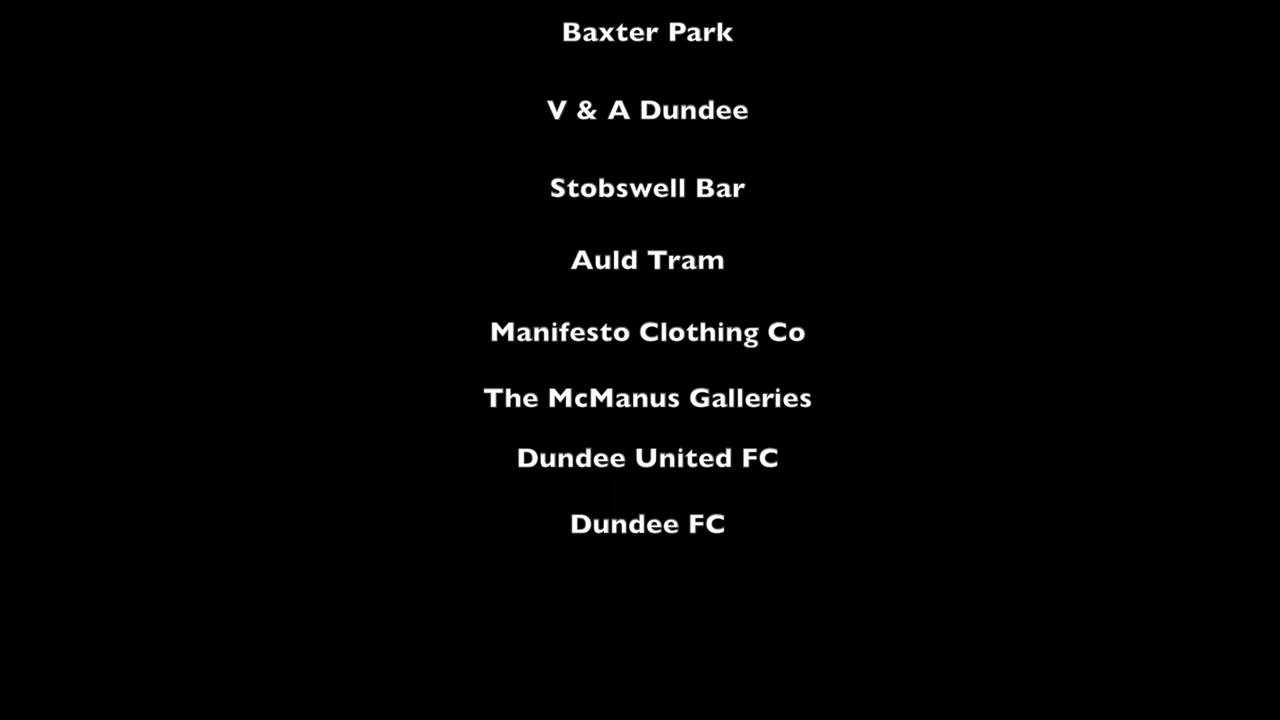 Baxter Park
V & A Dundee
Stobswell Bar
Auld Tram
Manifesto Clothing Co
The McManus Galleries
Dundee United FC
Dundee FC